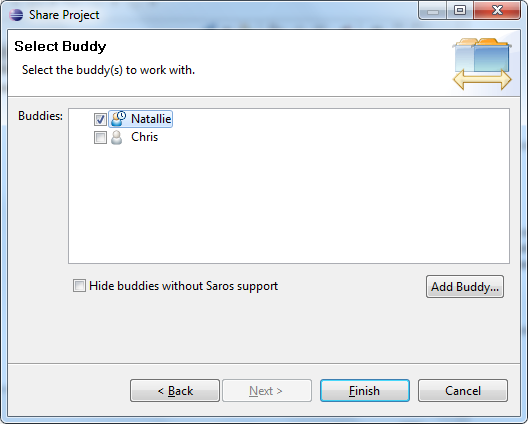 Share Project
Select Buddy
Select the buddy(s) to work with.
Buddies:
Natallie
Chris
Hide buddies without Saros support
Add Buddy...
< Back
Next >
Finish
Cancel